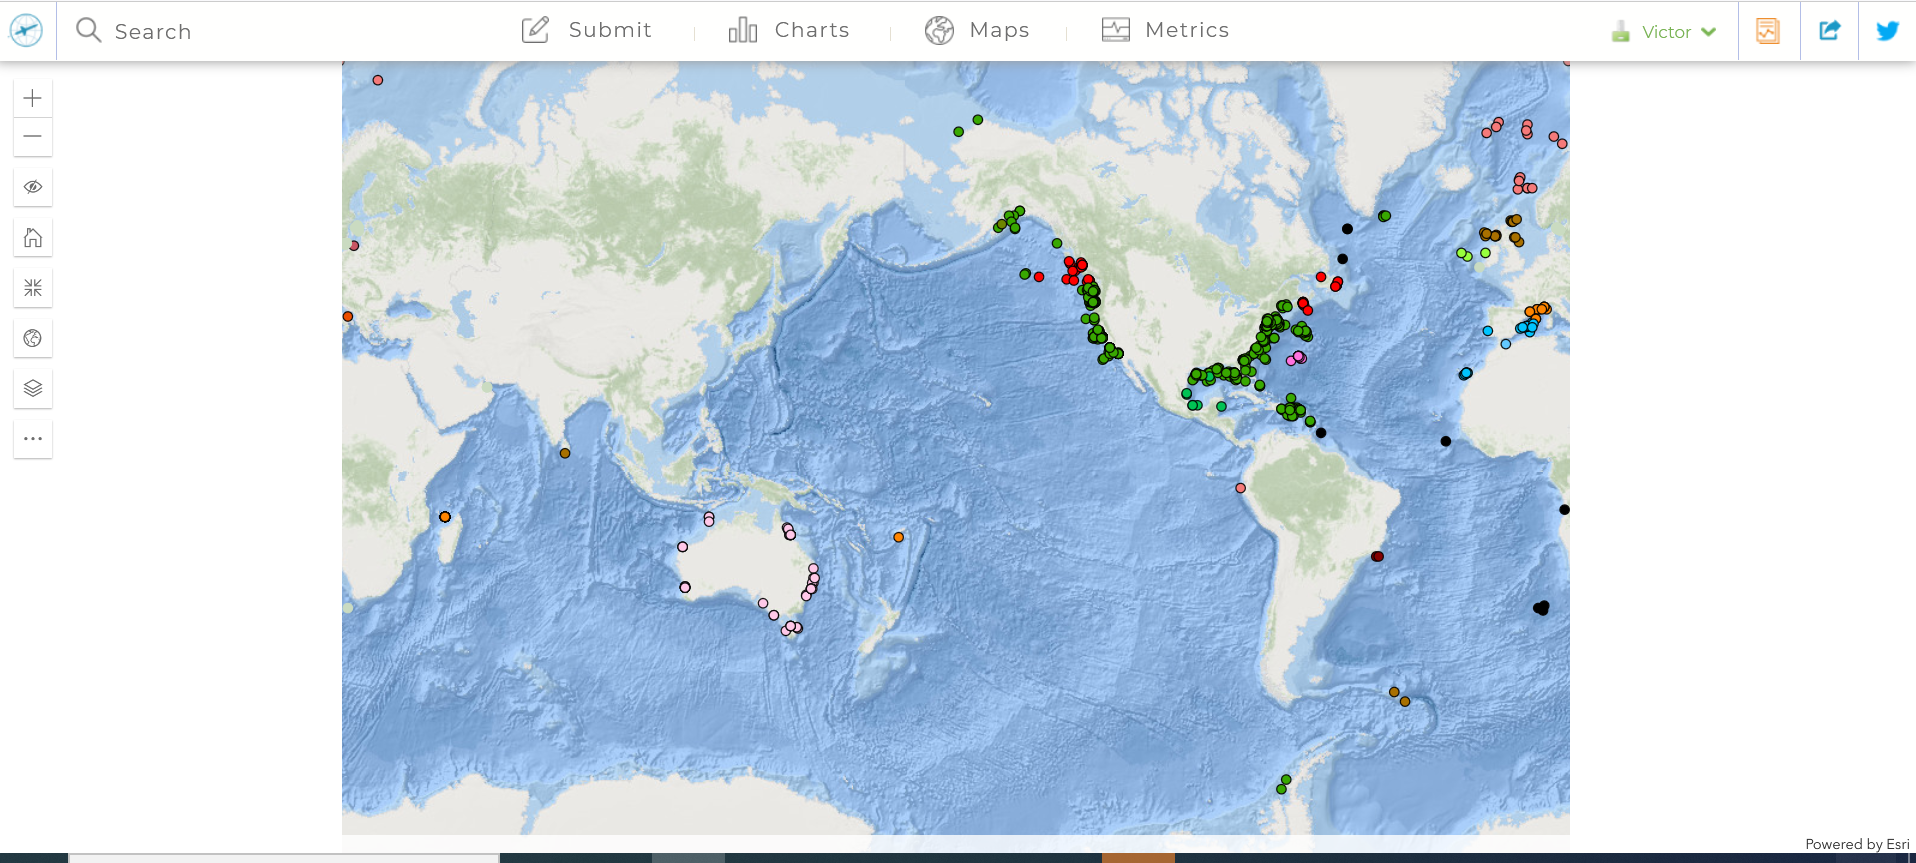 Search
Submit
Charts
Maps
Metrics
Victor
Powered by Esri